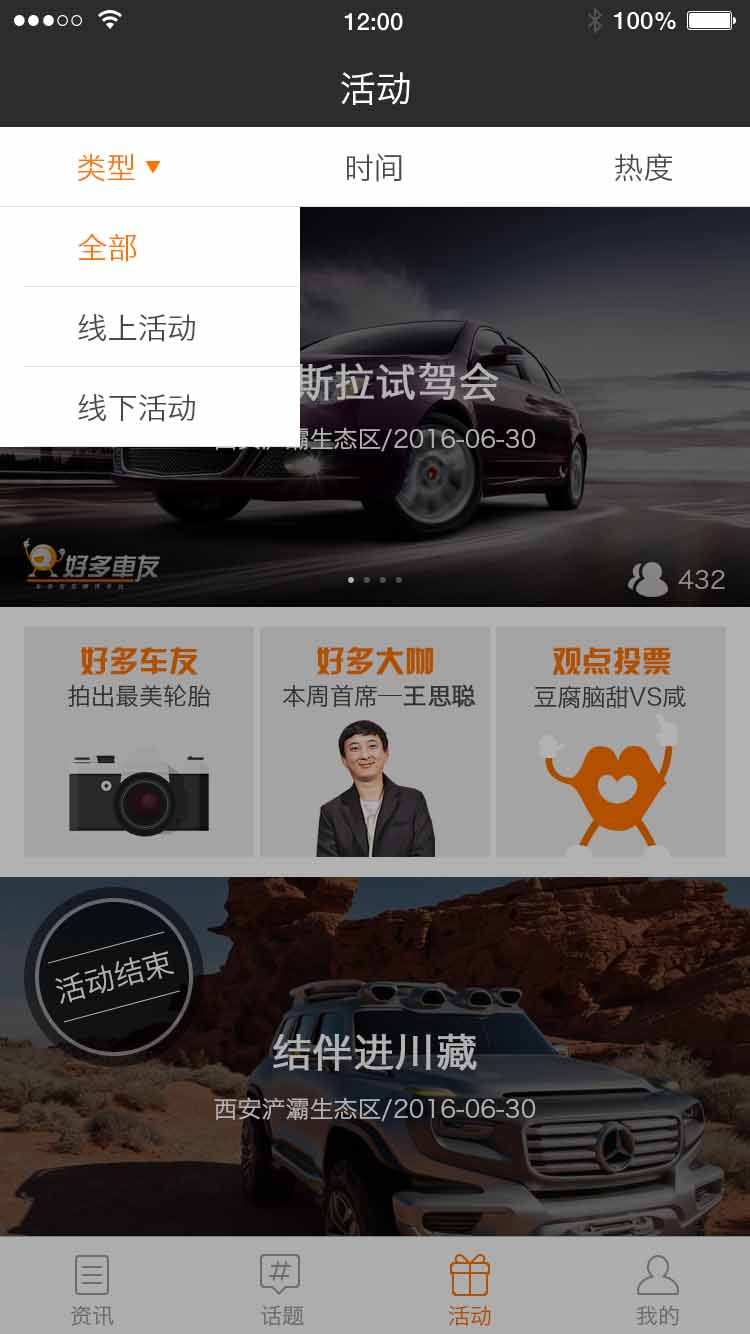 12:00
100%
活动
类型
时间
热度
全部
线上活动
线下活动
斯拉试驾会
西安浐灞生态区/2016-06-30
好多車友
432
好多车友
好多大咖
观点投票
拍出最美轮胎
本周首席—王思聪
豆腐脑甜VS咸
活动结束
结伴进川藏
西安浐灞生态区/2016-06-30
资讯
#
话题
活动
我的